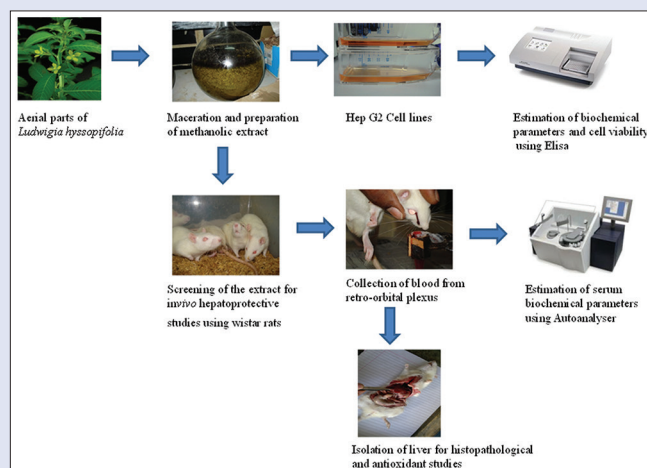 Aerial parts of
Ludwigia hyssopifolia
Maceration and preparation
of methanolic extract
Hep G2 Cell lines
Estimation of biochemical
parameters and cell viability
using Elisa
Screening of the extract for
invivo hepatoprotective
studies using wistar rats
Collection of blood from
retro-orbital plexus
Estimation of serum
biochemical parameters
using Autoanalyser
Isolation of liver for histopathological
and antioxidant studies